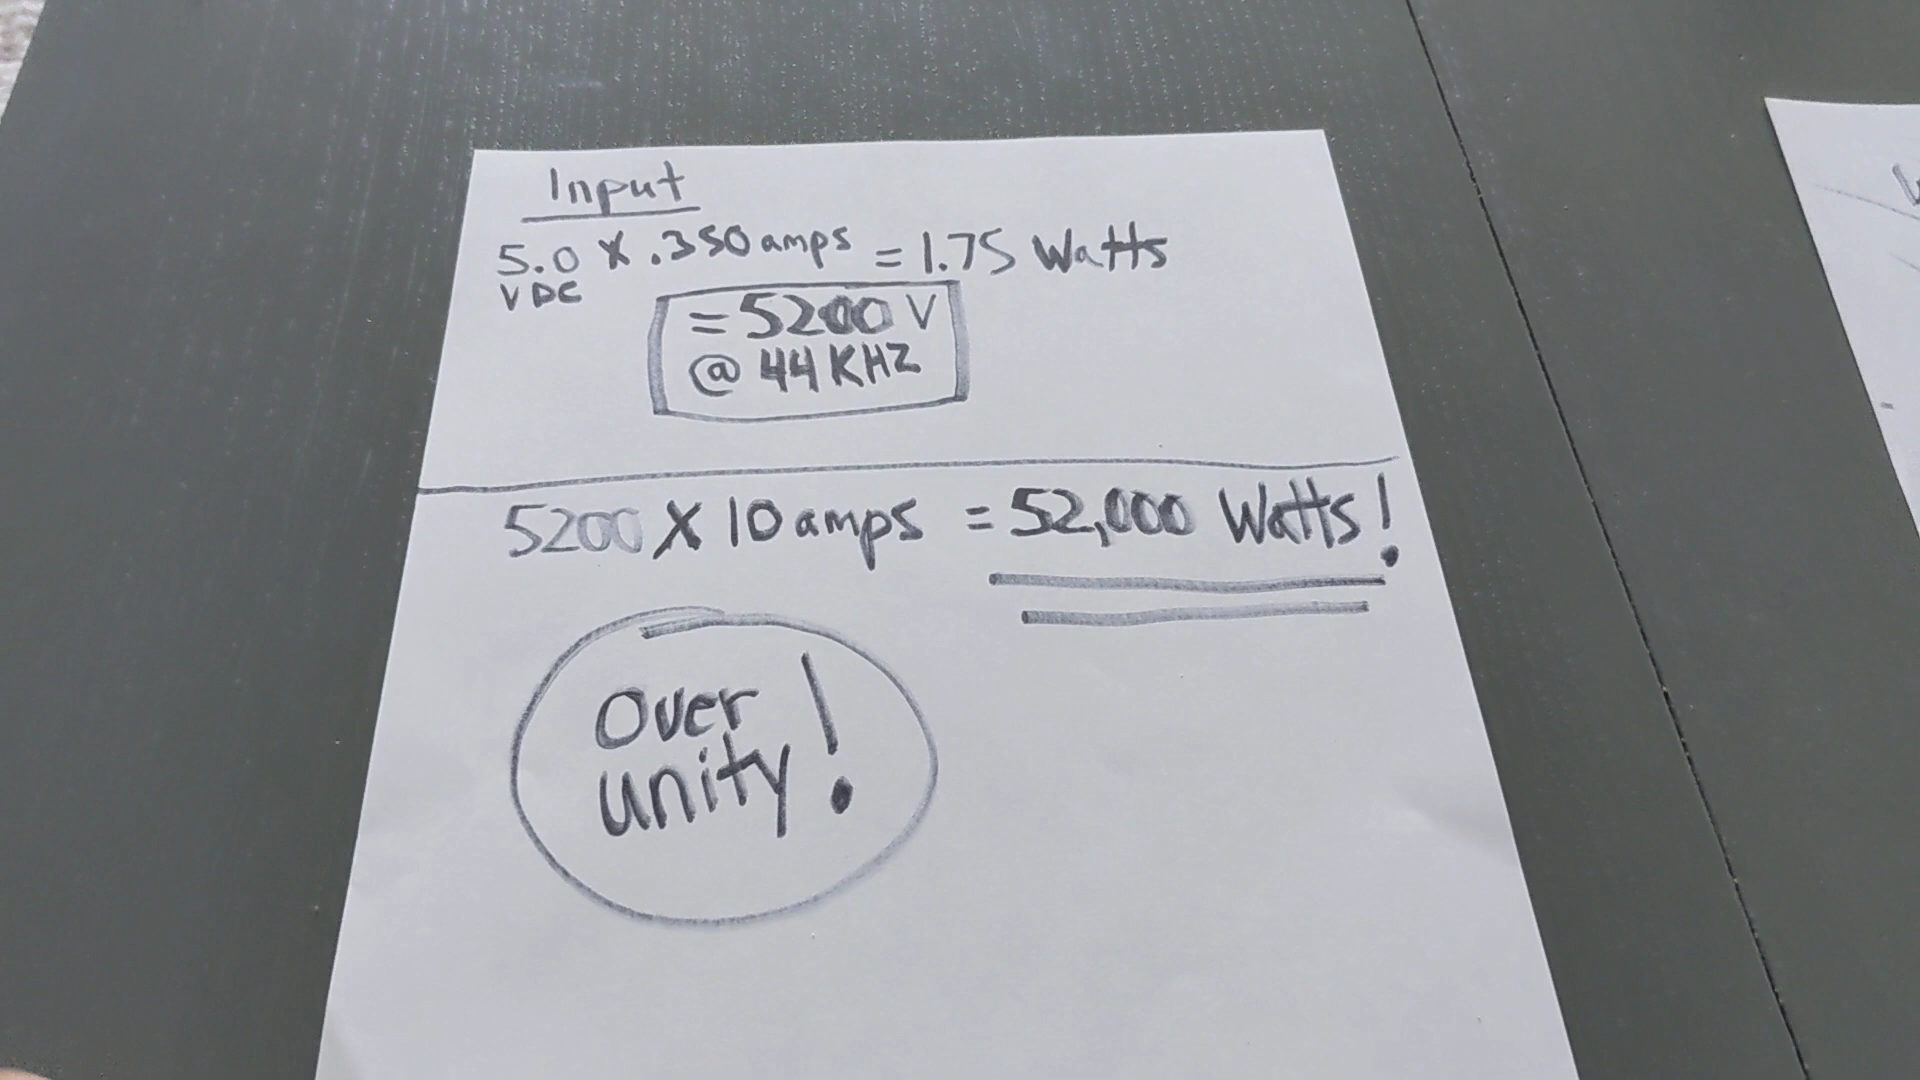 Input
5.0 X .350 amps = 1.75 Watts
VDC
= 5200 V
@ 44 KHZ
5200 X 10 amps = 52,000 Watts!
Over
unity!